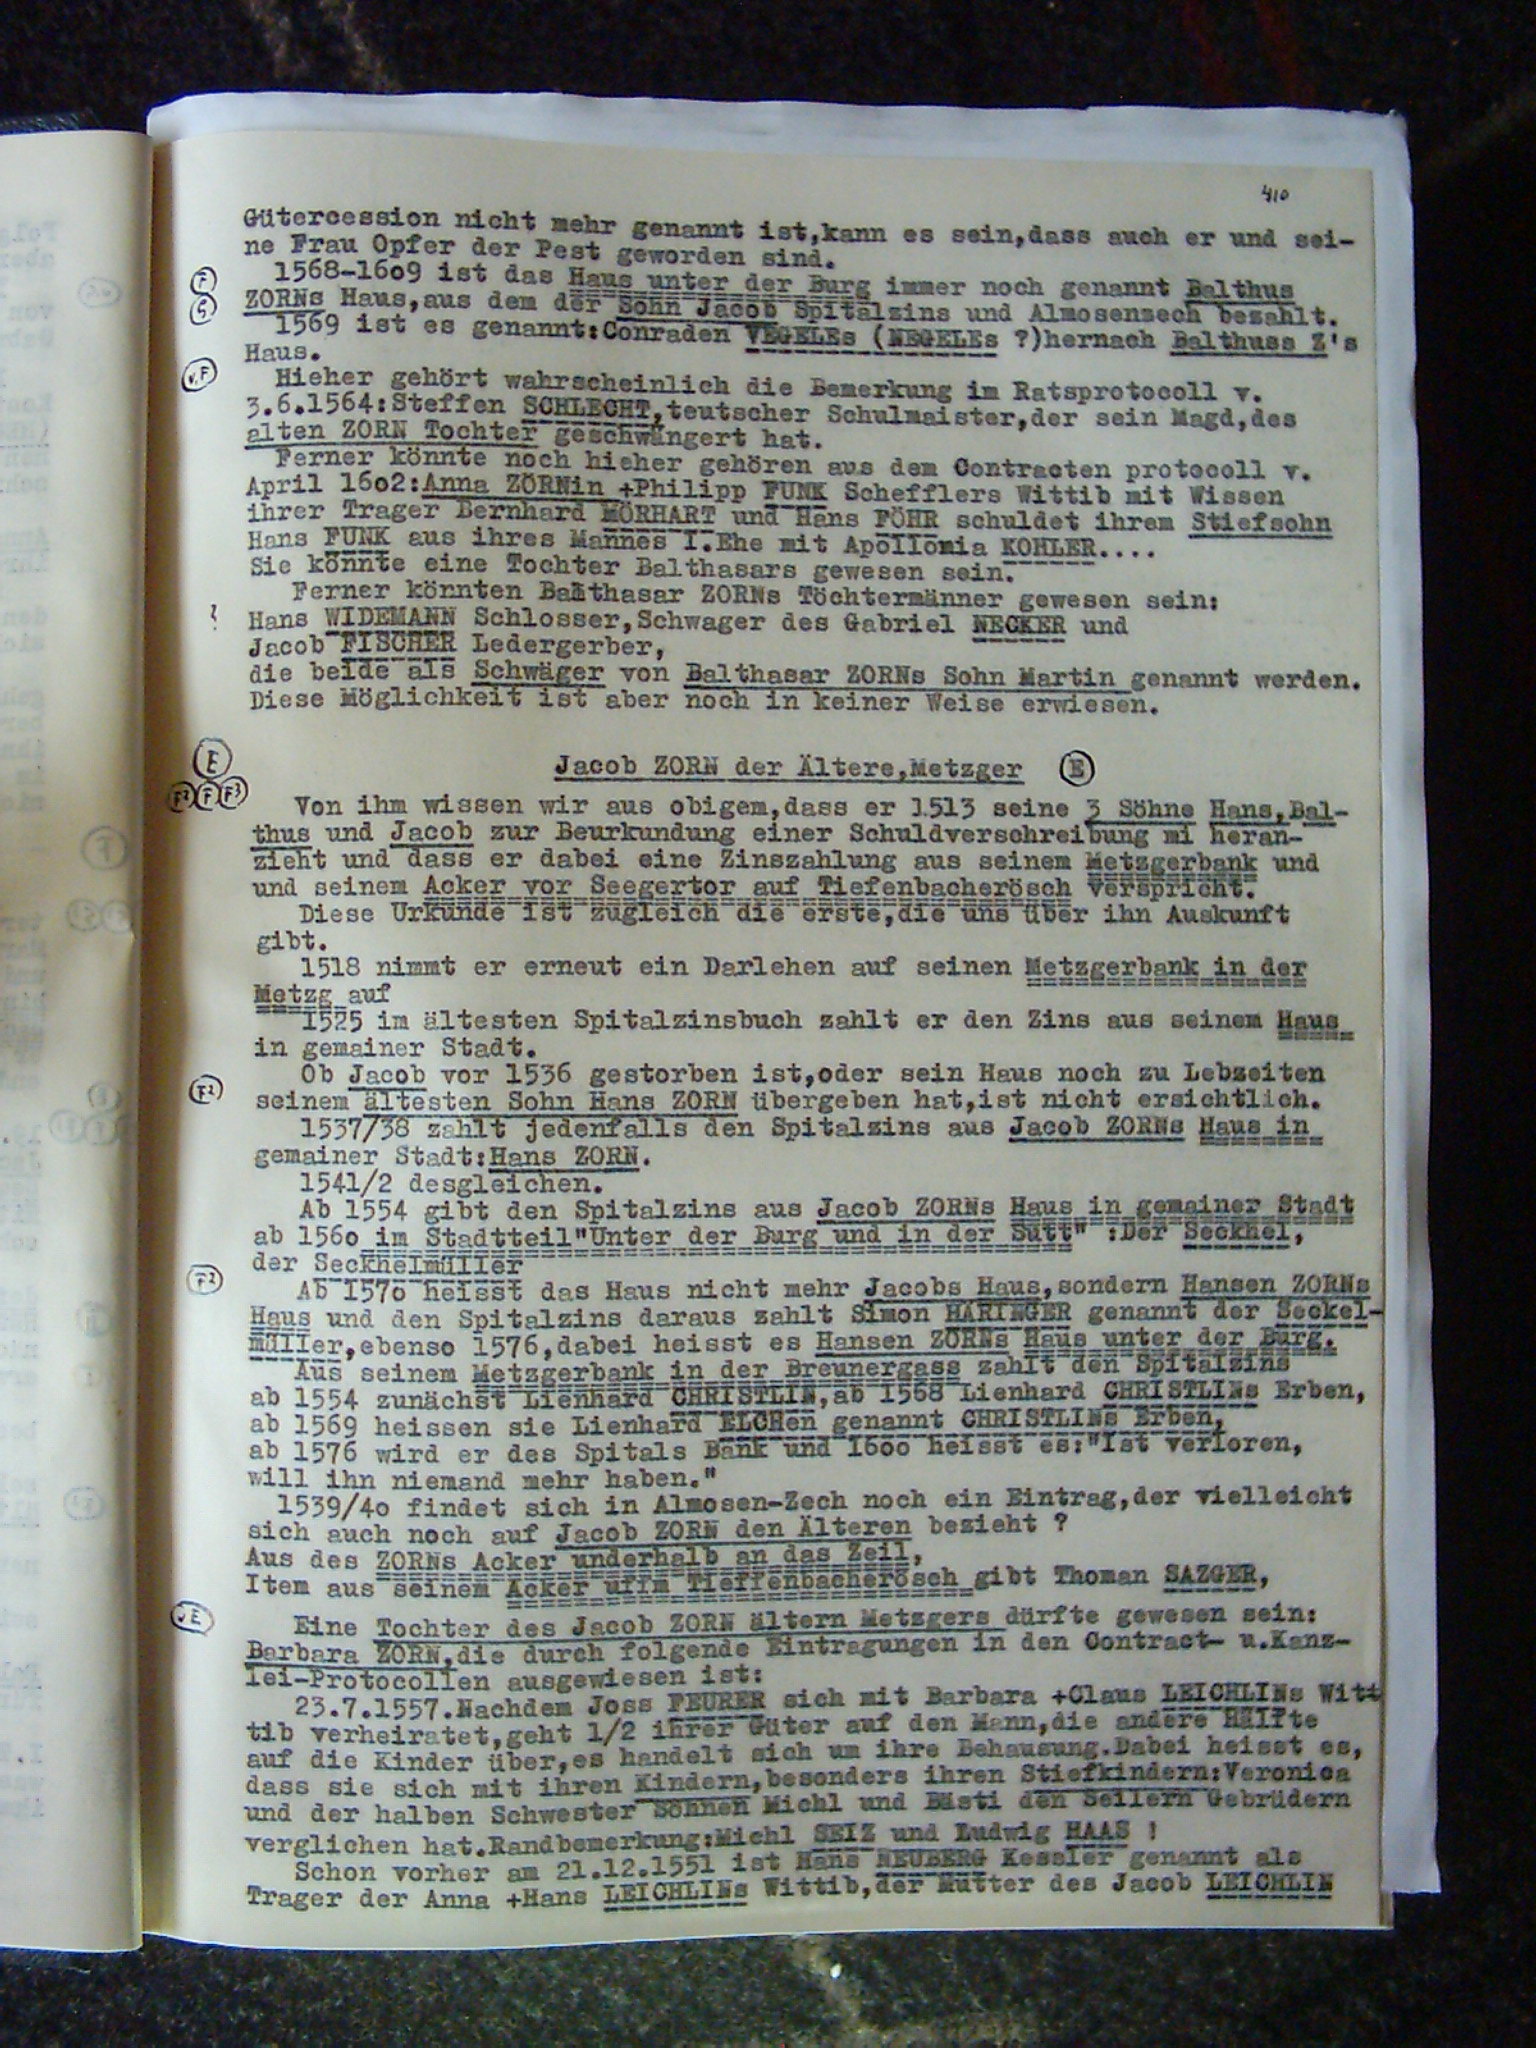 410
Gütercession nicht mehr genannt ist,kann es sein,dass auch er und sei-
ne Frau Opfer der Pest geworden sind.
F 1568-16o9 ist das Haus unter der Burg immer noch genannt Balthus
G ZORNs Haus,aus dem der Sohn Jacob Spitalzins und Almosenzech bezahlt.
1569 ist es genannt:Conraden VEGELEs (NEGELEs ?)hernach Balthuss Z's
Haus.
v.F Hieher gehört wahrscheinlich die Bemerkung im Ratsprotocoll v.
3.6.1564:Steffen SCHLECHT,teutscher Schulmaister,der sein Magd,des
alten ZORN Tochter geschwängert hat.
Ferner könnte noch hieher gehören aus dem Contracten protocoll v.
April 16o2:Anna ZÖRNin +Philipp FUNK Schefflers Wittib mit Wissen
ihrer Trager Bernhard MÖRHART und Hans FÖHR schuldet ihrem Stiefsohn
Hans FUNK aus ihres Mannes I.Ehe mit Apollomia KOHLER....
Sie könnte eine Tochter Balthasars gewesen sein.
Ferner könnten Balthasar ZORNs Töchtermänner gewesen sein:
? Hans WIDEMANN Schlosser,Schwager des Gabriel NECKER und
Jacob FISCHER Ledergerber,
die beide als Schwäger von Balthasar ZORNs Sohn Martin genannt werden.
Diese Möglichkeit ist aber noch in keiner Weise erwiesen.
E Jacob ZORN der Ältere,Metzger E
F² F F³ Von ihm wissen wir aus obigem,dass er 1513 seine 3 Söhne Hans,Bal-
thus und Jacob zur Beurkundung einer Schuldverschreibung mi heran-
zieht und dass er dabei eine Zinszahlung aus seinem Metzgerbank und
und seinem Acker vor Seegertor auf Tiefenbacherösch verspricht.
Diese Urkunde ist zugleich die erste,die uns über ihn Auskunft
gibt.
1518 nimmt er erneut ein Darlehen auf seinen Metzgerbank in der
Metzg auf
1525 im ältesten Spitalzinsbuch zahlt er den Zins aus seinem Haus
in gemainer Stadt.
Ob Jacob vor 1536 gestorben ist,oder sein Haus noch zu Lebzeiten
F² seinem ältesten Sohn Hans ZORN übergeben hat,ist nicht ersichtlich.
1537/38 zahlt jedenfalls den Spitalzins aus Jacob ZORNs Haus in
gemainer Stadt:Hans ZORN.
1541/2 desgleichen.
Ab 1554 gibt den Spitalzins aus Jacob ZORNs Haus in gemainer Stadt
ab 156o im Stadtteil"Unter der Burg und in der Sutt" :Der Seckhel,
der Seckhelmüller
F² Ab 157o heisst das Haus nicht mehr Jacobs Haus,sondern Hansen ZORNs
Haus und den Spitalzins daraus zahlt Simon HARINGER genannt der Seckel-
müller,ebenso 1576,dabei heisst es Hansen ZORNs Haus unter der Burg.
Aus seinem Metzgerbank in der Breunergass zahlt den Spitalzins
ab 1554 zunächst Lienhard CHRISTLIN,ab 1568 Lienhard CHRISTLINs Erben,
ab 1569 heissen sie Lienhard ELCHen genannt CHRISTLINs Erben,
ab 1576 wird er des Spitals Bank und 16oo heisst es:"Ist verloren,
will ihn niemand mehr haben."
1539/4o findet sich in Almosen-Zech noch ein Eintrag,der vielleicht
sich auch noch auf Jacob ZORN den Älteren bezieht ?
Aus des ZORNs Acker underhalb an das Zeil,
Item aus seinem Acker uffm Tieffenbacherösch gibt Thoman SAZGER,
v.E Eine Tochter des Jacob ZORN ältern Metzgers dürfte gewesen sein:
Barbara ZORN,die durch folgende Eintragungen in den Contract- u.Kanz-
lei-Protocollen ausgewiesen ist:
23.7.1557.Nachdem Joss FEURER sich mit Barbara +Claus LEICHLINs Witt
tib verheiratet,geht 1/2 ihrer Güter auf den Mann,die andere Hälfte
auf die Kinder über,es handelt sich um ihre Behausung.Dabei heisst es,
dass sie sich mit ihren Kindern,besonders ihren Stiefkindern:Veronica
und der halben Schwester Söhnen Michl und Basti den Seilern Gebrüdern
verglichen hat.Randbemerkung:Michl SEIZ und Ludwig HAAS !
Schon vorher am 21.12.1551 ist Hans NEUBERG Kessler genannt als
Trager der Anna +Hans LEICHLINs Wittib,der Mutter des Jacob LEICHLIN